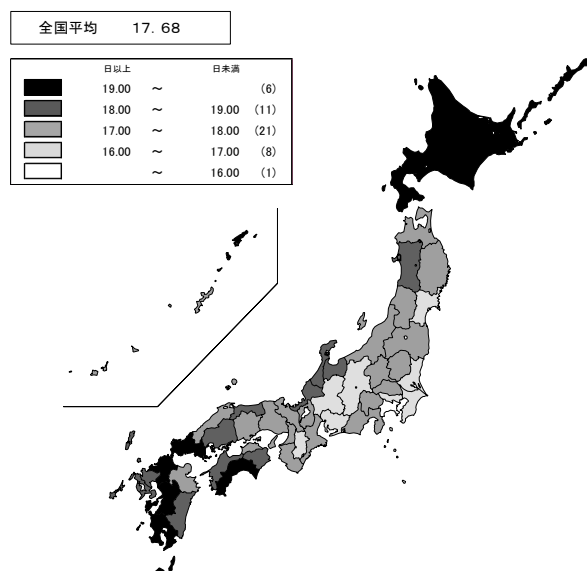 全国平均 17.68
日以上 日未満
19.00 ～ (6)
18.00 ～ 19.00 (11)
17.00 ～ 18.00 (21)
16.00 ～ 17.00 (8)
～ 16.00 (1)